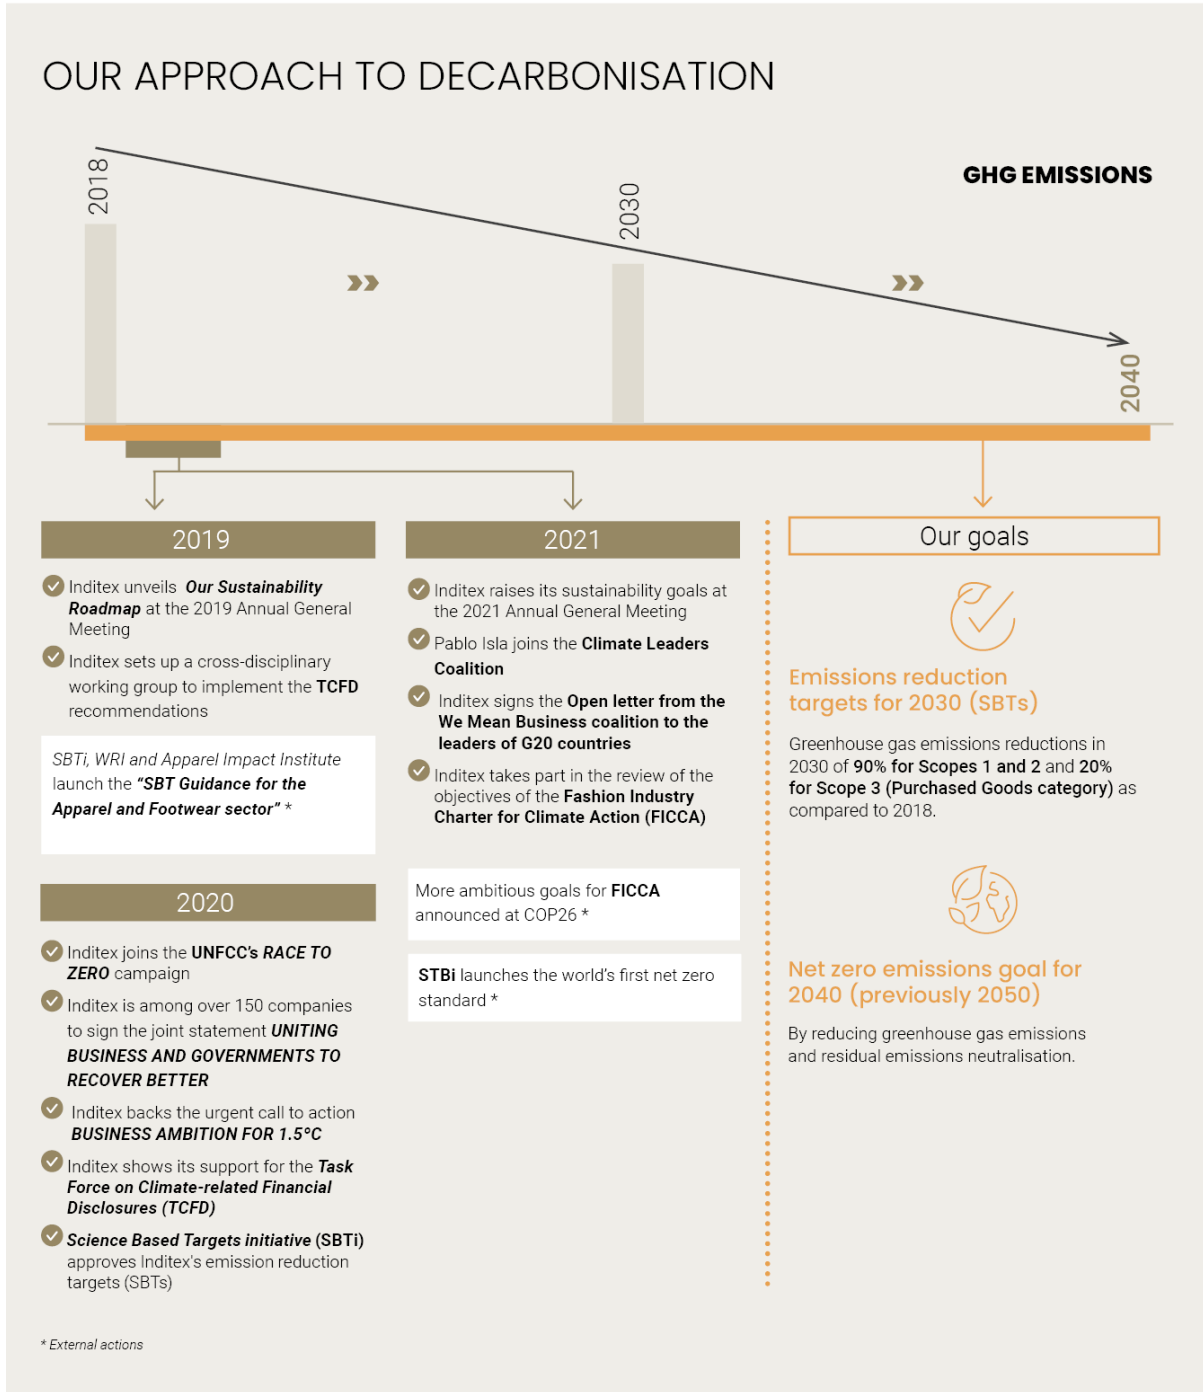 OUR APPROACH TO DECARBONISATION
GHG EMISSIONS
2018
2030
2040
2019
Inditex unveils Our Sustainability
Roadmap at the 2019 Annual General
Meeting
Inditex sets up a cross-disciplinary
working group to implement the TCFD
recommendations
SBTi, WRI and Apparel Impact Institute
launch the “SBT Guidance for the
Apparel and Footwear sector” *
2020
Inditex joins the UNFCC's RACE TO
ZERO campaign
Inditex is among over 150 companies
to sign the joint statement UNITING
BUSINESS AND GOVERNMENTS TO
RECOVER BETTER
Inditex backs the urgent call to action
BUSINESS AMBITION FOR 1.5ºC
Inditex shows its support for the Task
Force on Climate-related Financial
Disclosures (TCFD)
Science Based Targets initiative (SBTi)
approves Inditex's emission reduction
targets (SBTs)
2021
Inditex raises its sustainability goals at
the 2021 Annual General Meeting
Pablo Isla joins the Climate Leaders
Coalition
Inditex signs the Open letter from the
We Mean Business coalition to the
leaders of G20 countries
Inditex takes part in the review of the
objectives of the Fashion Industry
Charter for Climate Action (FICCA)
More ambitious goals for FICCA
announced at COP26 *
STBi launches the world's first net zero
standard *
Our goals
Emissions reduction
targets for 2030 (SBTs)
Greenhouse gas emissions reductions in
2030 of 90% for Scopes 1 and 2 and 20%
for Scope 3 (Purchased Goods category) as
compared to 2018.
Net zero emissions goal for
2040 (previously 2050)
By reducing greenhouse gas emissions
and residual emissions neutralisation.
* External actions